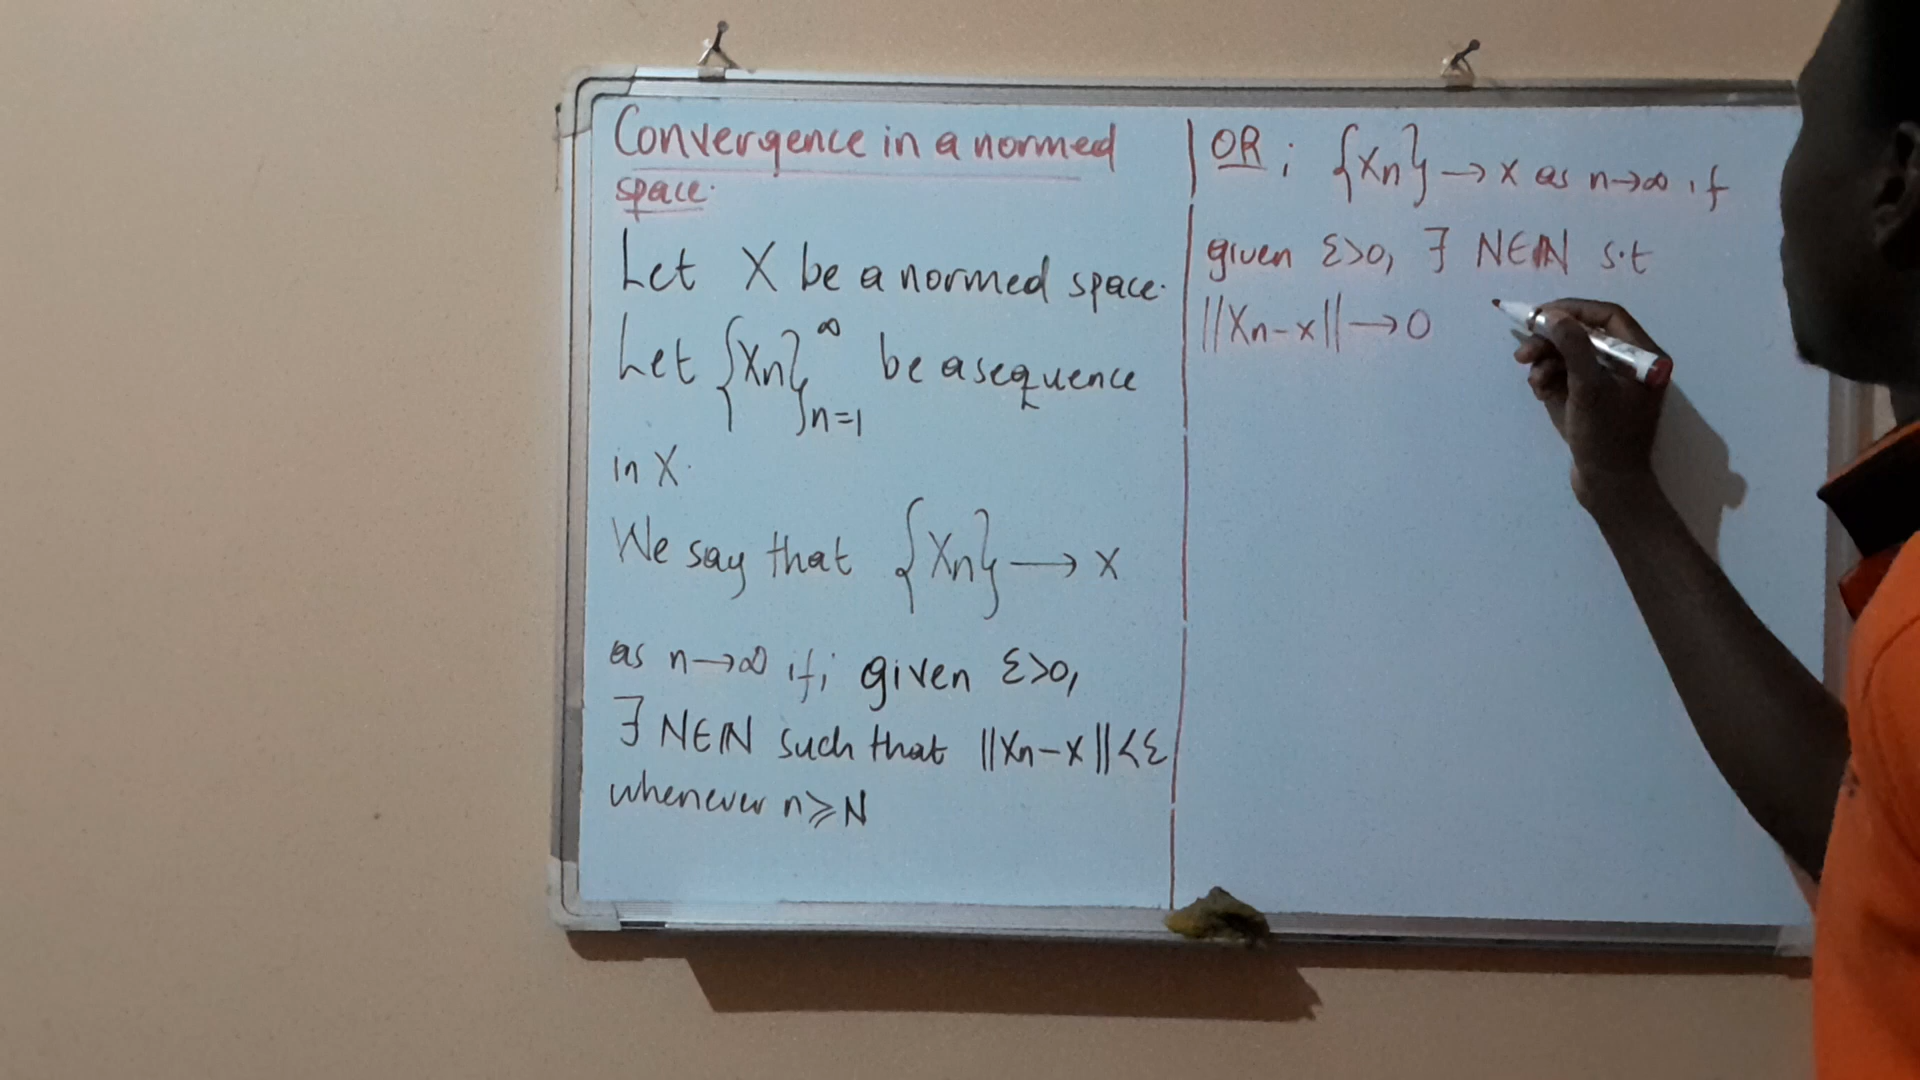 Convergence in a normed
space.
Let X be a normed space.
Let {Xn}∞n=1 be a sequence
in X.
We say that {Xn} → x
as n→∞ if; given ε>0,
∃ N∈ℕ such that ||Xn-x||<ε
whenever n⩾N
OR ; {Xn} → x as n→∞ if
given ε>0, ∃ N∈ℕ s.t
||Xn-x|| → 0